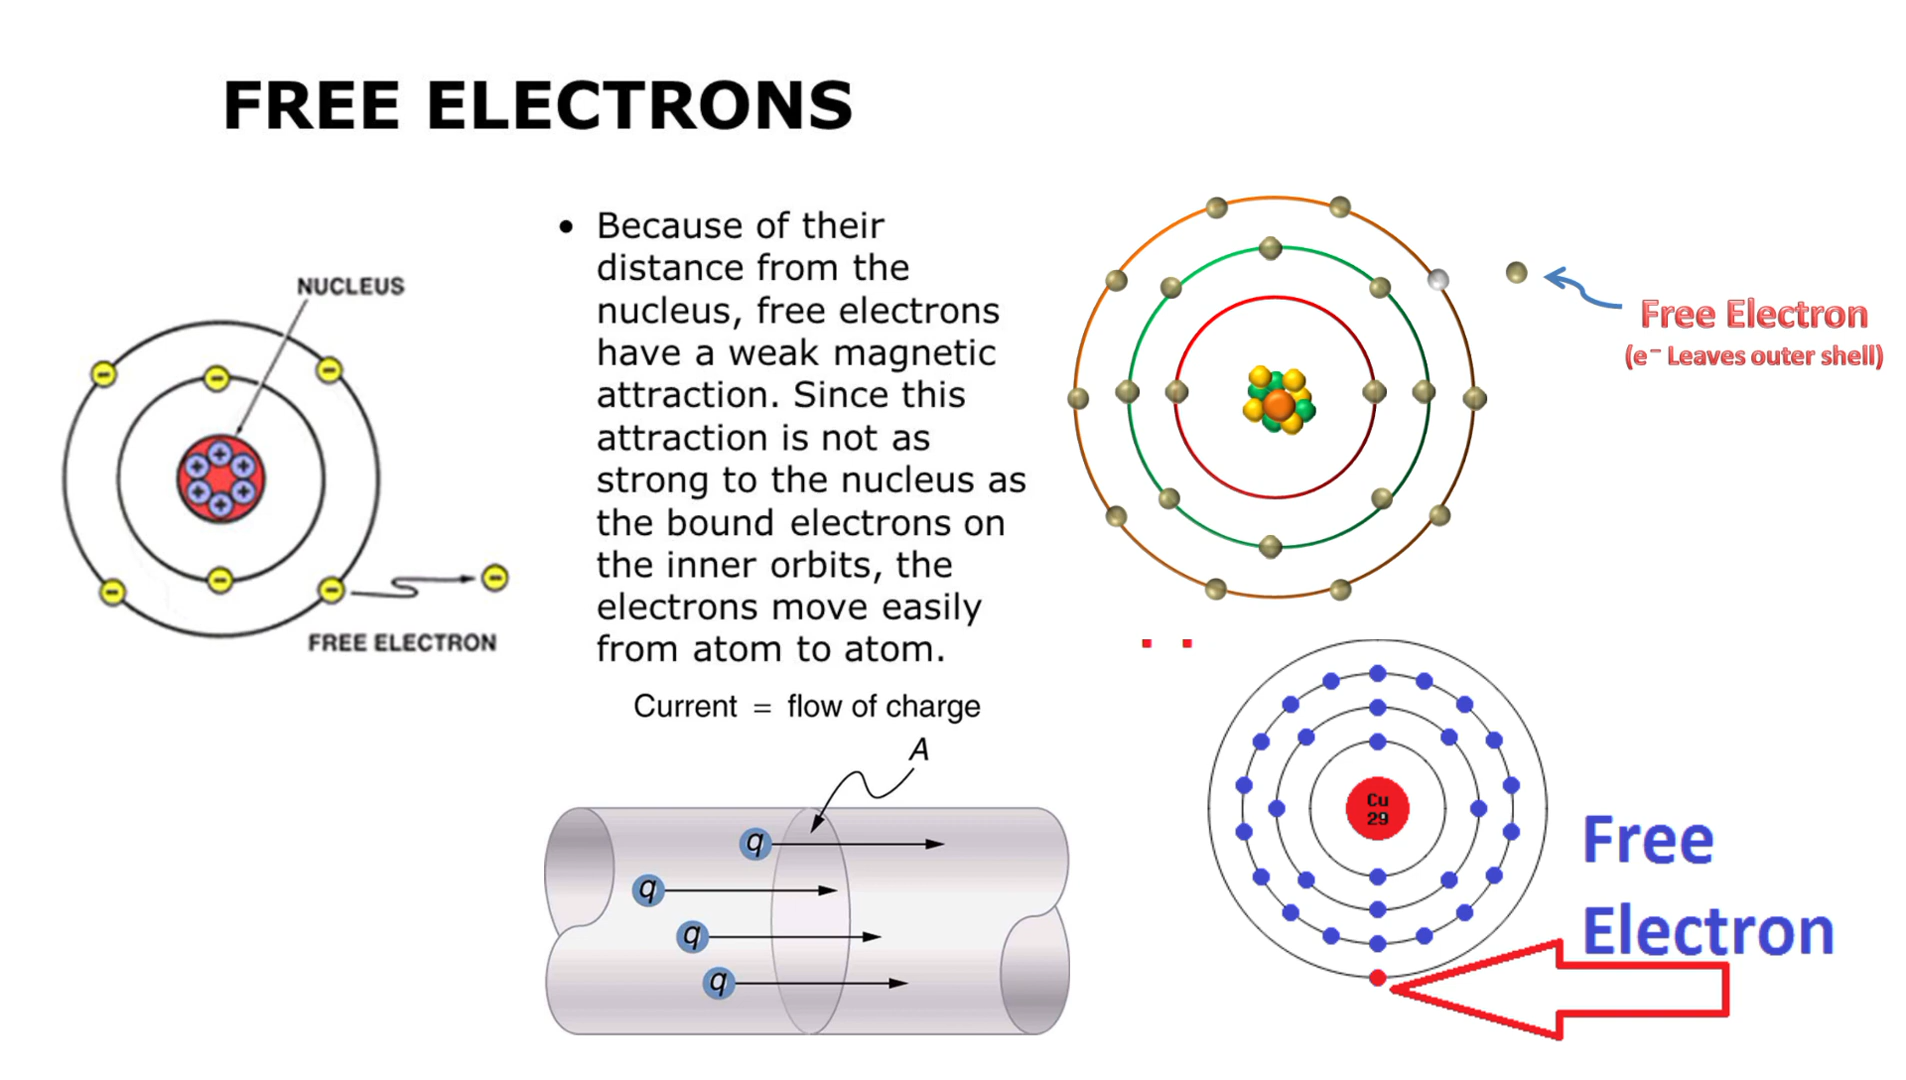 FREE ELECTRONS
NUCLEUS
FREE ELECTRON
• Because of their
distance from the
nucleus, free electrons
have a weak magnetic
attraction. Since this
attraction is not as
strong to the nucleus as
the bound electrons on
the inner orbits, the
electrons move easily
from atom to atom.
Current = flow of charge
A
q
q
q
q
Free Electron
(e⁻ Leaves outer shell)
Cu
29
Free
Electron